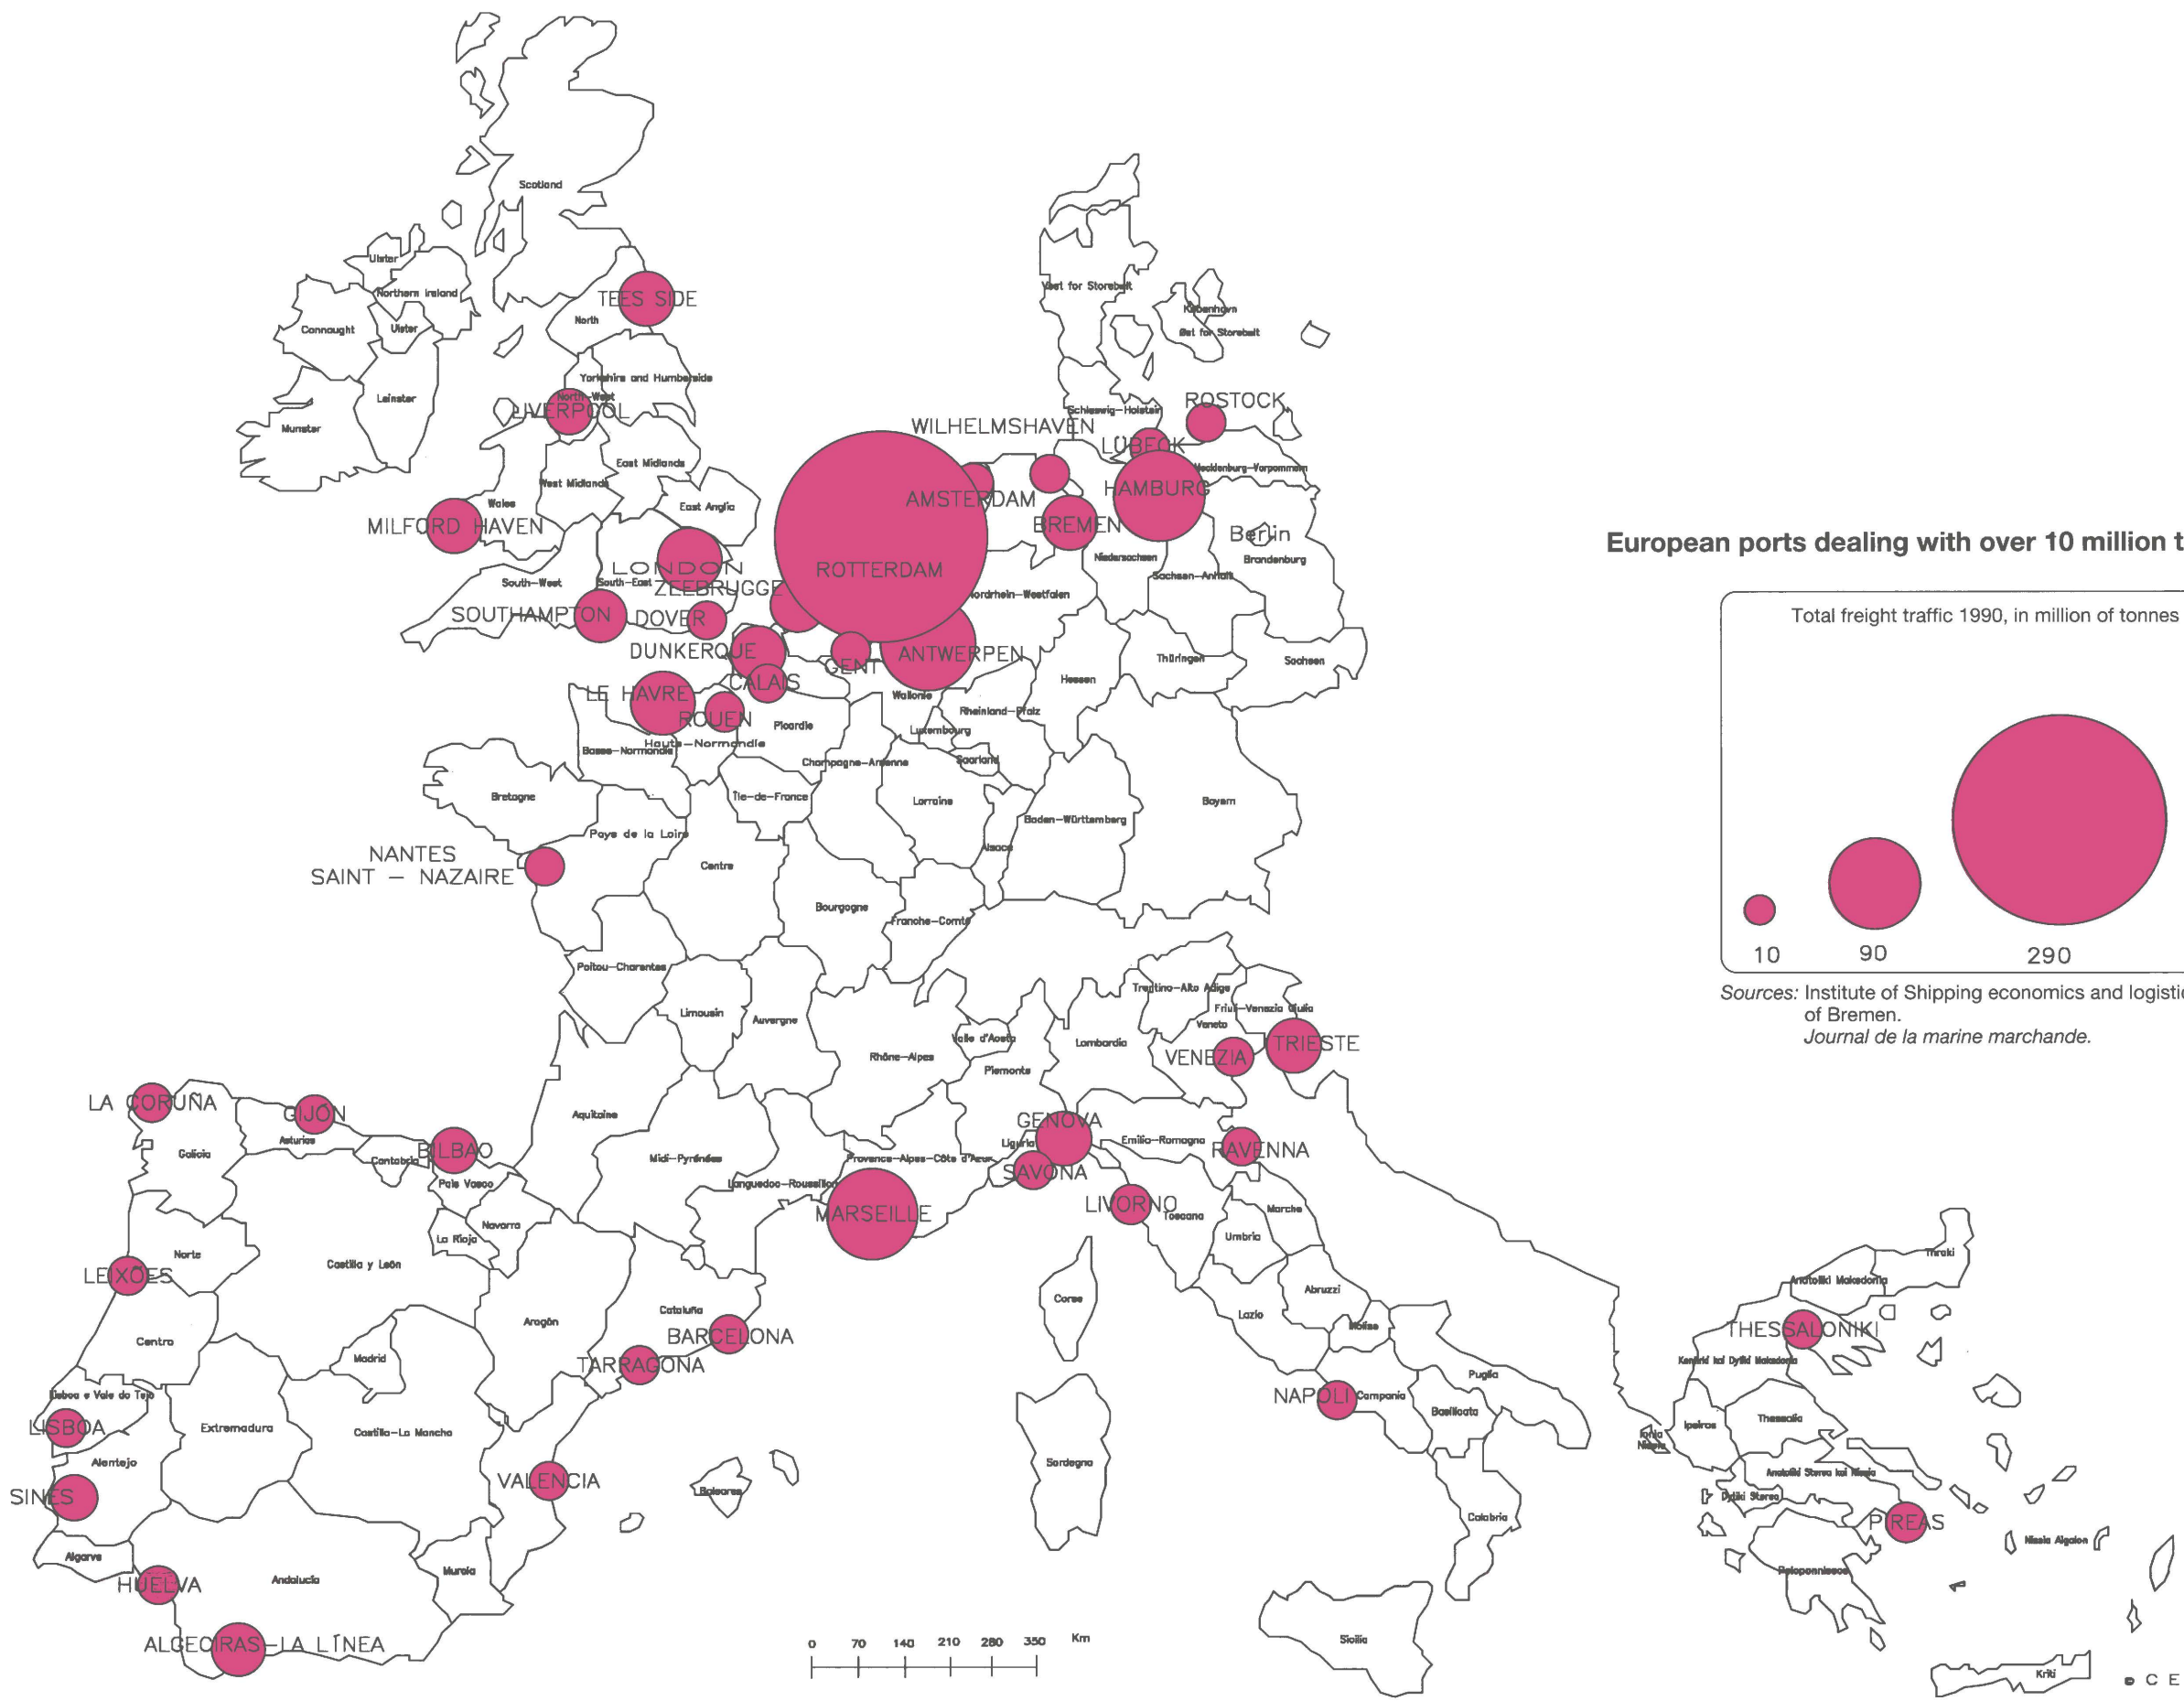 Scotland
Ulster
Northern Ireland
Connaught
Ulster
Leinster
Munster
TEES SIDE
North
Yorkshire and Humberside
North-West
LIVERPOOL
East Midlands
West Midlands
Wales
East Anglia
MILFORD HAVEN
LONDON
South-West
South-East
ZEEBRUGGE
SOUTHAMPTON
DOVER
DUNKERQUE
CALAIS
LE HAVRE
ROUEN
Haute-Normandie
Basse-Normandie
Picardie
Vest for Storebælt
København
Øst for Storebælt
Schleswig-Holstein
ROSTOCK
WILHELMSHAVEN
LÜBECK
Mecklenburg-Vorpommern
AMSTERDAM
HAMBURG
BREMEN
Berlin
Brandenburg
Niedersachsen
Sachsen-Anhalt
ROTTERDAM
Nordrhein-Westfalen
GENT
ANTWERPEN
Thüringen
Sachsen
Hessen
Wallonie
Rheinland-Pfalz
Luxembourg
Saarland
Champagne-Ardenne
Île-de-France
Lorraine
Bretagne
Pays de la Loire
Baden-Württemberg
Bayern
Alsace
NANTES
SAINT – NAZAIRE
Centre
Bourgogne
Franche-Comté
Poitou-Charentes
Limousin
Auvergne
Rhône-Alpes
Valle d'Aosta
Piemonte
Lombardia
Trentino-Alto Adige
Friuli-Venezia Giulia
Veneto
VENEZIA
TRIESTE
Aquitaine
Midi-Pyrénées
Languedoc-Roussillon
Provence-Alpes-Côte d'Azur
MARSEILLE
GENOVA
Liguria
SAVONA
Emilia-Romagna
RAVENNA
LIVORNO
Toscana
Marche
Umbria
Lazio
Abruzzi
Molise
Corse
Sardegna
NAPOLI
Campania
Puglia
Basilicata
Calabria
Sicilia
LA CORUÑA
GIJÓN
Asturias
Galicia
Cantabria
BILBAO
País Vasco
Navarra
La Rioja
Norte
LEIXÕES
Castilla y León
Aragón
Cataluña
BARCELONA
TARRAGONA
Centro
Madrid
Lisboa e Vale do Tejo
LISBOA
Extremadura
Castilla-La Mancha
Alentejo
SINES
VALENCIA
Baleares
Algarve
HUELVA
Andalucía
Murcia
ALGECIRAS-LA LÍNEA
Thraki
Anatoliki Makedonia
THESSALONIKI
Kentriki kai Dytiki Makedonia
Ipeiros
Thessalia
Ionia
Nisia
Anatoliki Sterea kai Nissia
Dytiki Sterea
PIREAS
Peloponnissos
Nissia Aigaiou
Kriti
0 70 140 210 280 350 Km
European ports dealing with over 10 million t
Total freight traffic 1990, in million of tonnes
10 90 290
Sources: Institute of Shipping economics and logistic
of Bremen.
Journal de la marine marchande.
© C E